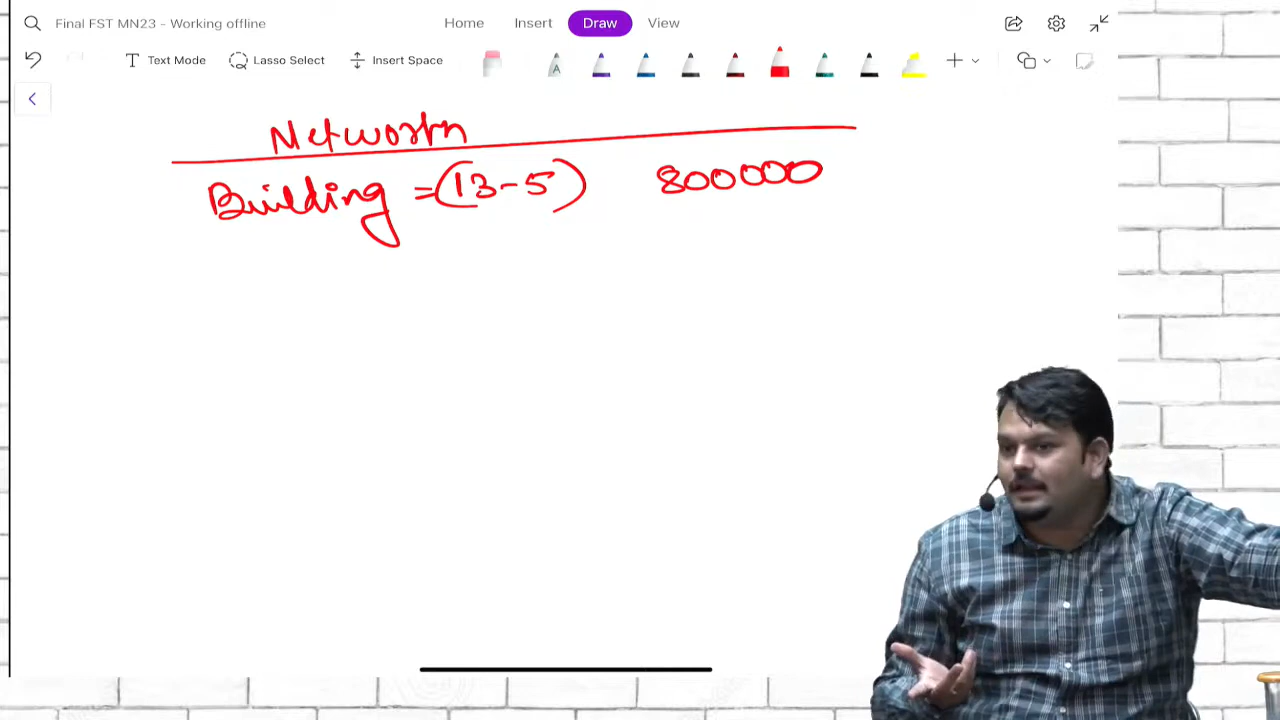 Final FST MN23 - Working offline
Home Insert Draw View
Text Mode Lasso Select Insert Space
Networth
Building =(13-5) 800000